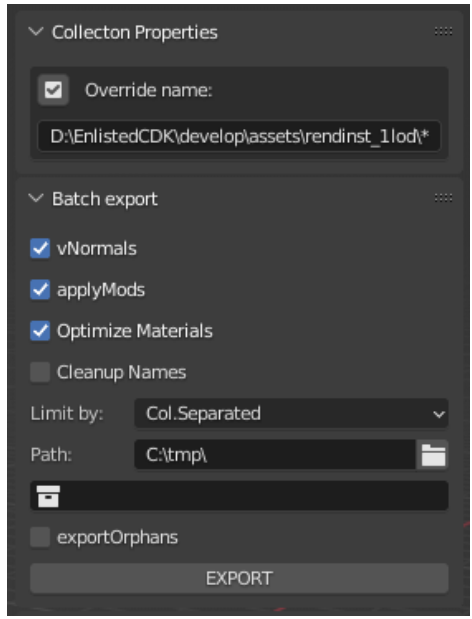 Collecton Properties
Override name:
D:\EnlistedCDK\develop\assets\rendinst_1lod\*
Batch export
vNormals
applyMods
Optimize Materials
Cleanup Names
Limit by: Col.Separated
Path: C:\tmp\
exportOrphans
EXPORT